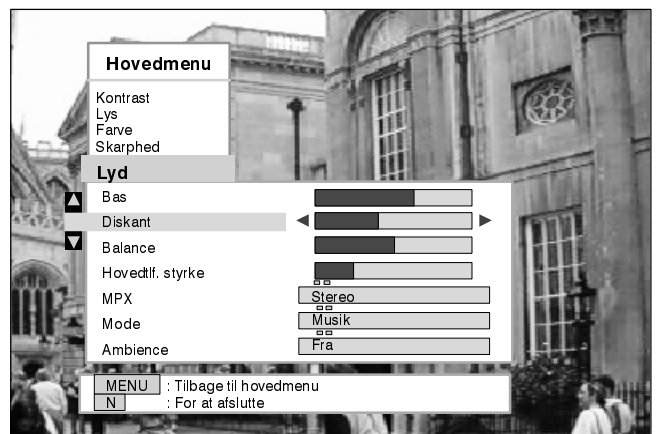 Hovedmenu
Kontrast
Lys
Farve
Skarphed
Lyd
Bas
Diskant
Balance
Hovedtlf. styrke
MPX Stereo
Mode Musik
Ambience Fra
MENU : Tilbage til hovedmenu
N : For at afslutte